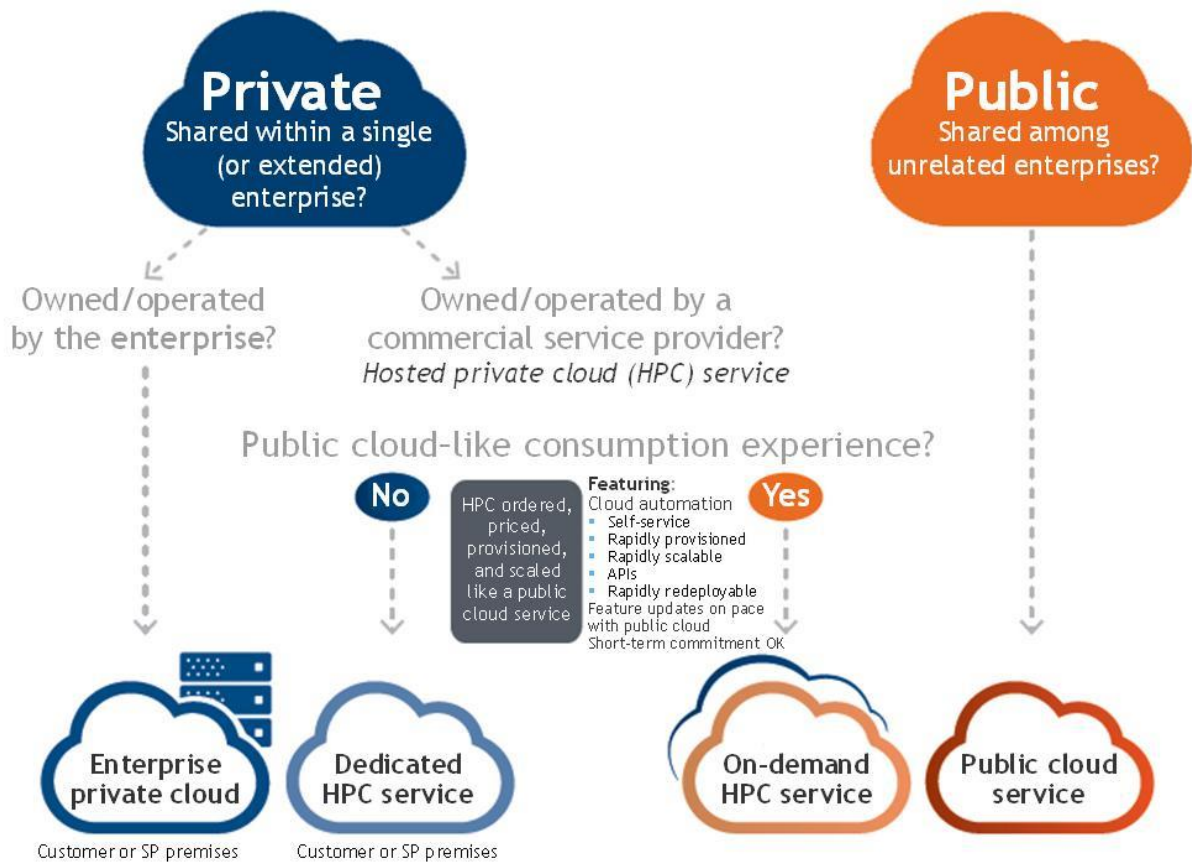 Private
Shared within a single
(or extended)
enterprise?
Public
Shared among
unrelated enterprises?
Owned/operated
by the enterprise?
Owned/operated by a
commercial service provider?
Hosted private cloud (HPC) service
Public cloud-like consumption experience?
No
HPC ordered,
priced,
provisioned,
and scaled
like a public
cloud service
Featuring:
Cloud automation
▪ Self-service
▪ Rapidly provisioned
▪ Rapidly scalable
▪ APIs
▪ Rapidly redeployable
Feature updates on pace
with public cloud
Short-term commitment OK
Yes
Enterprise
private cloud
Customer or SP premises
Dedicated
HPC service
Customer or SP premises
On-demand
HPC service
Public cloud
service